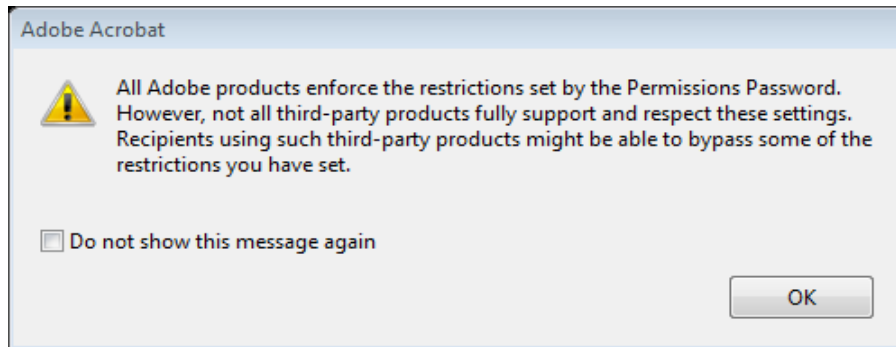 Adobe Acrobat
All Adobe products enforce the restrictions set by the Permissions Password.
However, not all third-party products fully support and respect these settings.
Recipients using such third-party products might be able to bypass some of the
restrictions you have set.
Do not show this message again
OK